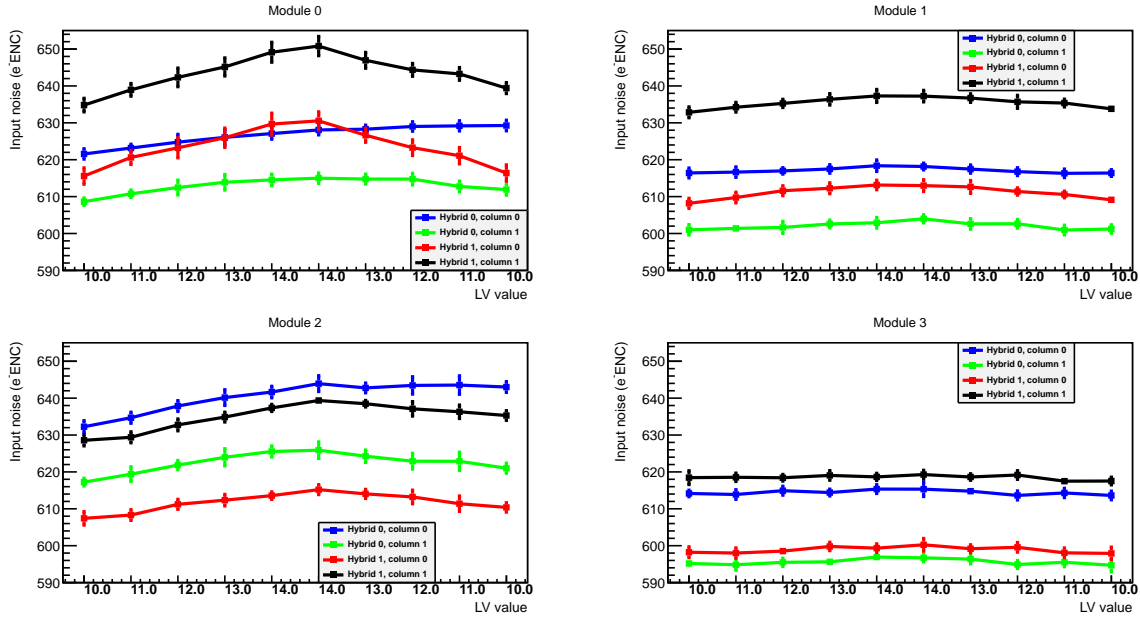 Module 0
Input noise (e⁻ENC)
650
640
630
620
610
600
590
Hybrid 0, column 0
Hybrid 0, column 1
Hybrid 1, column 0
Hybrid 1, column 1
10.0 11.0 12.0 13.0 14.0 14.0 13.0 12.0 11.0 10.0
LV value
Module 1
Input noise (e⁻ENC)
650
640
630
620
610
600
590
Hybrid 0, column 0
Hybrid 0, column 1
Hybrid 1, column 0
Hybrid 1, column 1
10.0 11.0 12.0 13.0 14.0 14.0 13.0 12.0 11.0 10.0
LV value
Module 2
Input noise (e⁻ENC)
650
640
630
620
610
600
590
Hybrid 0, column 0
Hybrid 0, column 1
Hybrid 1, column 0
Hybrid 1, column 1
10.0 11.0 12.0 13.0 14.0 14.0 13.0 12.0 11.0 10.0
LV value
Module 3
Input noise (e⁻ENC)
650
640
630
620
610
600
590
Hybrid 0, column 0
Hybrid 0, column 1
Hybrid 1, column 0
Hybrid 1, column 1
10.0 11.0 12.0 13.0 14.0 14.0 13.0 12.0 11.0 10.0
LV value